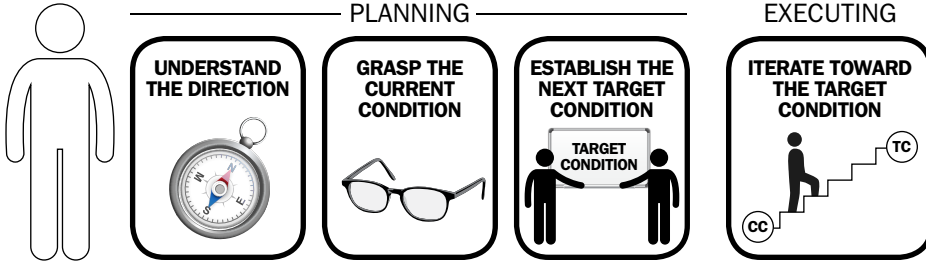 PLANNING
EXECUTING
UNDERSTAND
THE DIRECTION
N
E
S
W
GRASP THE
CURRENT
CONDITION
ESTABLISH THE
NEXT TARGET
CONDITION
TARGET
CONDITION
ITERATE TOWARD
THE TARGET
CONDITION
TC
CC